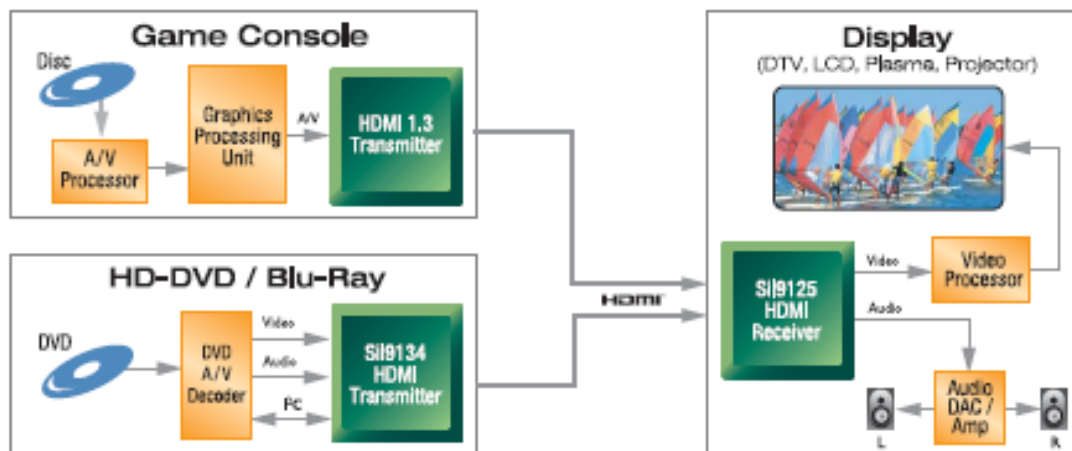 Game Console
Disc
A/V
Processor
Graphics
Processing
Unit
A/V
HDMI 1.3
Transmitter
HD-DVD / Blu-Ray
DVD
DVD
A/V
Decoder
Video
Audio
I²C
SiI9134
HDMI
Transmitter
HDMI
Display
(DTV, LCD, Plasma, Projector)
SiI9125
HDMI
Receiver
Video
Audio
Video
Processor
Audio
DAC /
Amp
L
R